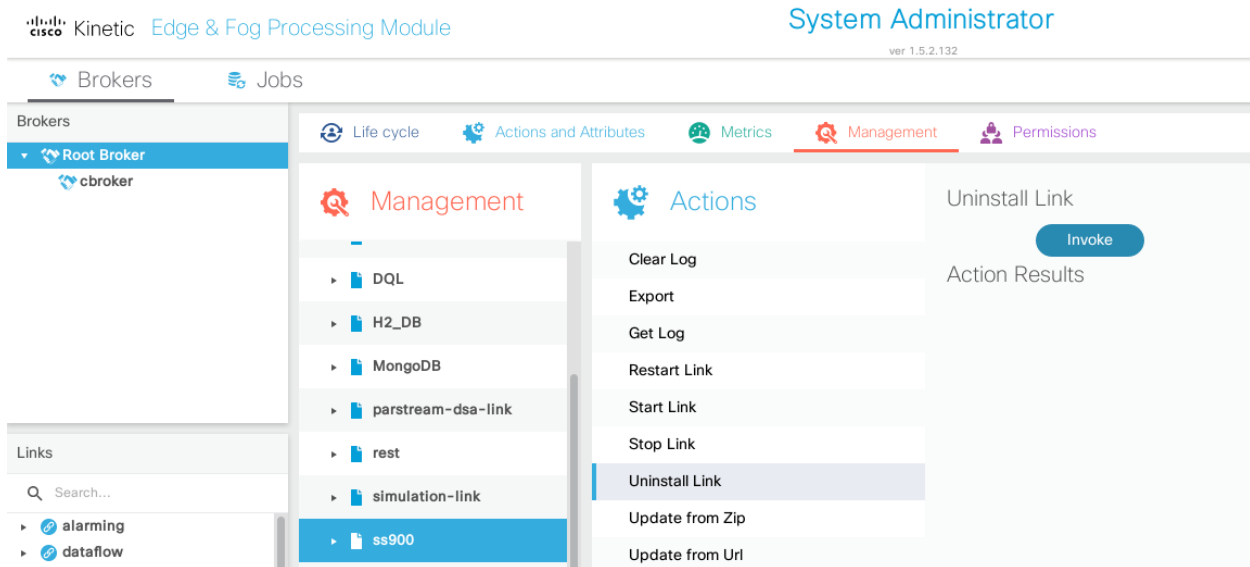 cisco Kinetic Edge & Fog Processing Module
System Administrator
ver 1.5.2.132
Brokers
Jobs
Brokers
Root Broker
cbroker
Links
Search...
alarming
dataflow
Life cycle
Actions and Attributes
Metrics
Management
Permissions
Management
DQL
H2_DB
MongoDB
parstream-dsa-link
rest
simulation-link
ss900
Actions
Clear Log
Export
Get Log
Restart Link
Start Link
Stop Link
Uninstall Link
Update from Zip
Update from Url
Uninstall Link
Invoke
Action Results